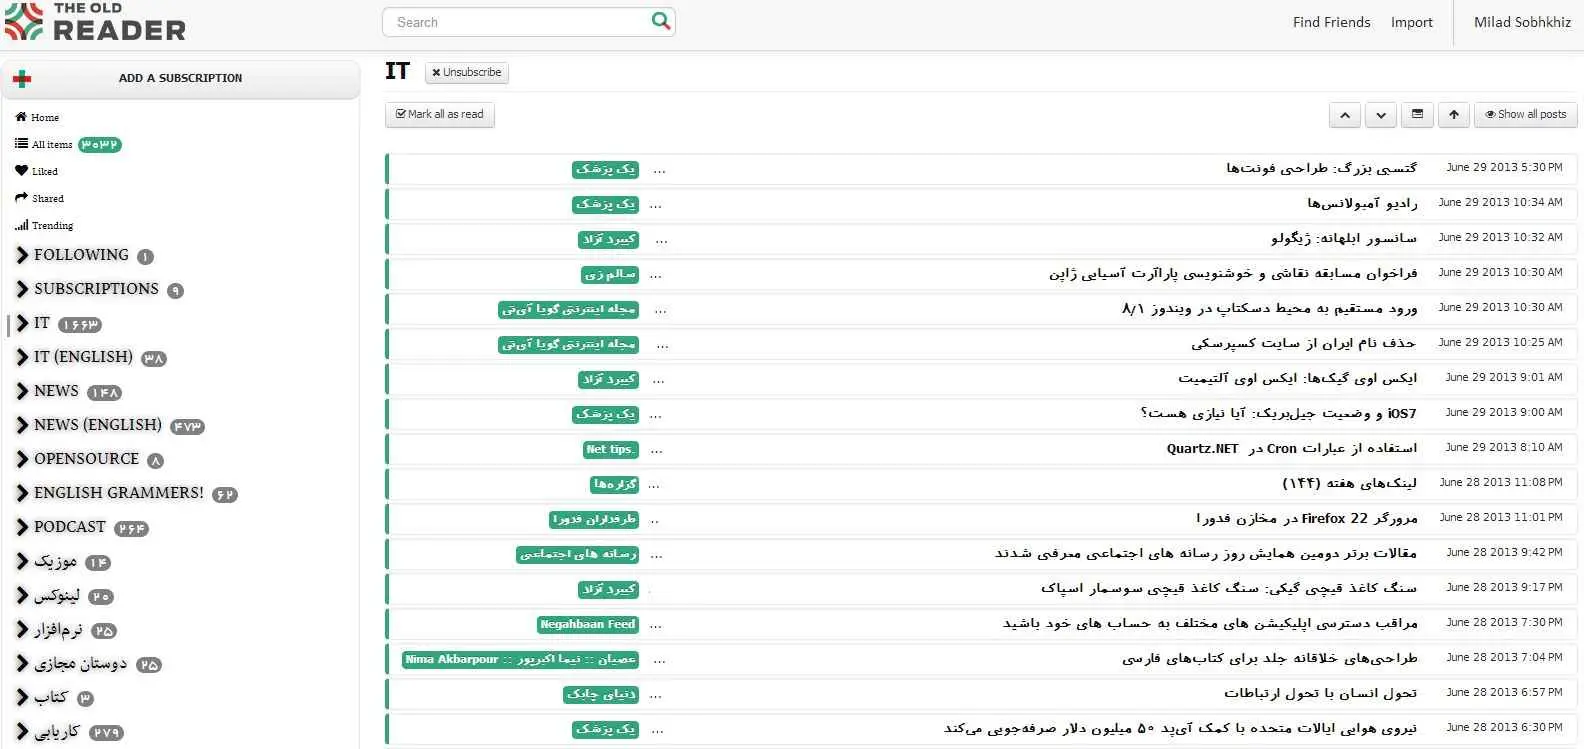 THE OLD READER
Search
Find Friends
Import
Milad Sobhkhiz
ADD A SUBSCRIPTION
Home
All items ۳۰۳۲
Liked
Shared
Trending
FOLLOWING ۱
SUBSCRIPTIONS ۹
IT ۱۶۶۳
IT (ENGLISH) ۳۸
NEWS ۱۴۸
NEWS (ENGLISH) ۴۷۳
OPENSOURCE ۸
ENGLISH GRAMMERS! ۶۲
PODCAST ۲۶۴
موزیک ۱۴
لینوکس ۲۰
نرم‌افزار ۲۵
دوستان مجازی ۲۵
کتاب ۳
کاریابی ۲۷۹
IT
Unsubscribe
Mark all as read
Show all posts
یک پزشک ... گتسبی بزرگ: طراحی فونت‌ها June 29 2013 5:30 PM
یک پزشک ... رادیو آمبولانس‌ها June 29 2013 10:34 AM
کیبرد آزاد ... سانسور ابلهانه: ژیگولو June 29 2013 10:32 AM
سالم زی ... فراخوان مسابقه نقاشی و خوشنویسی پاراآرت آسیایی ژاپن June 29 2013 10:30 AM
مجله اینترنتی گویا آی‌تی ... ورود مستقیم به محیط دسکتاپ در ویندوز ۸/۱ June 29 2013 10:30 AM
مجله اینترنتی گویا آی‌تی ... حذف نام ایران از سایت کسپرسکی June 29 2013 10:25 AM
کیبرد آزاد ... ایکس اوی گیک‌ها: ایکس اوی آلتیمیت June 29 2013 9:01 AM
یک پزشک ... iOS7 و وضعیت جیل‌بریک: آیا نیازی هست؟ June 29 2013 9:00 AM
.Net tips ... استفاده از عبارات Cron در Quartz.NET June 29 2013 8:10 AM
گزاره‌ها ... لینک‌های هفته (۱۴۴) June 28 2013 11:08 PM
طرفداران فدورا .. مرورگر Firefox 22 در مخازن فدورا June 28 2013 11:01 PM
رسانه های اجتماعی ... مقالات برتر دومین همایش روز رسانه های اجتماعی معرفی شدند June 28 2013 9:42 PM
کیبرد آزاد . سنگ کاغذ قیچی گیکی: سنگ کاغذ قیچی سوسمار اسپاک June 28 2013 9:17 PM
Negahbaan Feed ... مراقب دسترسی اپلیکیشن های مختلف به حساب های خود باشید June 28 2013 7:30 PM
عصیان :: نیما اکبرپور :: Nima Akbarpour ... طراحی‌های خلاقانه جلد برای کتاب‌های فارسی June 28 2013 7:04 PM
دنیای چابک ... تحول انسان با تحول ارتباطات June 28 2013 6:57 PM
یک پزشک ... نیروی هوایی ایالات متحده با کمک آی‌پد ۵۰ میلیون دلار صرفه‌جویی می‌کند June 28 2013 6:30 PM